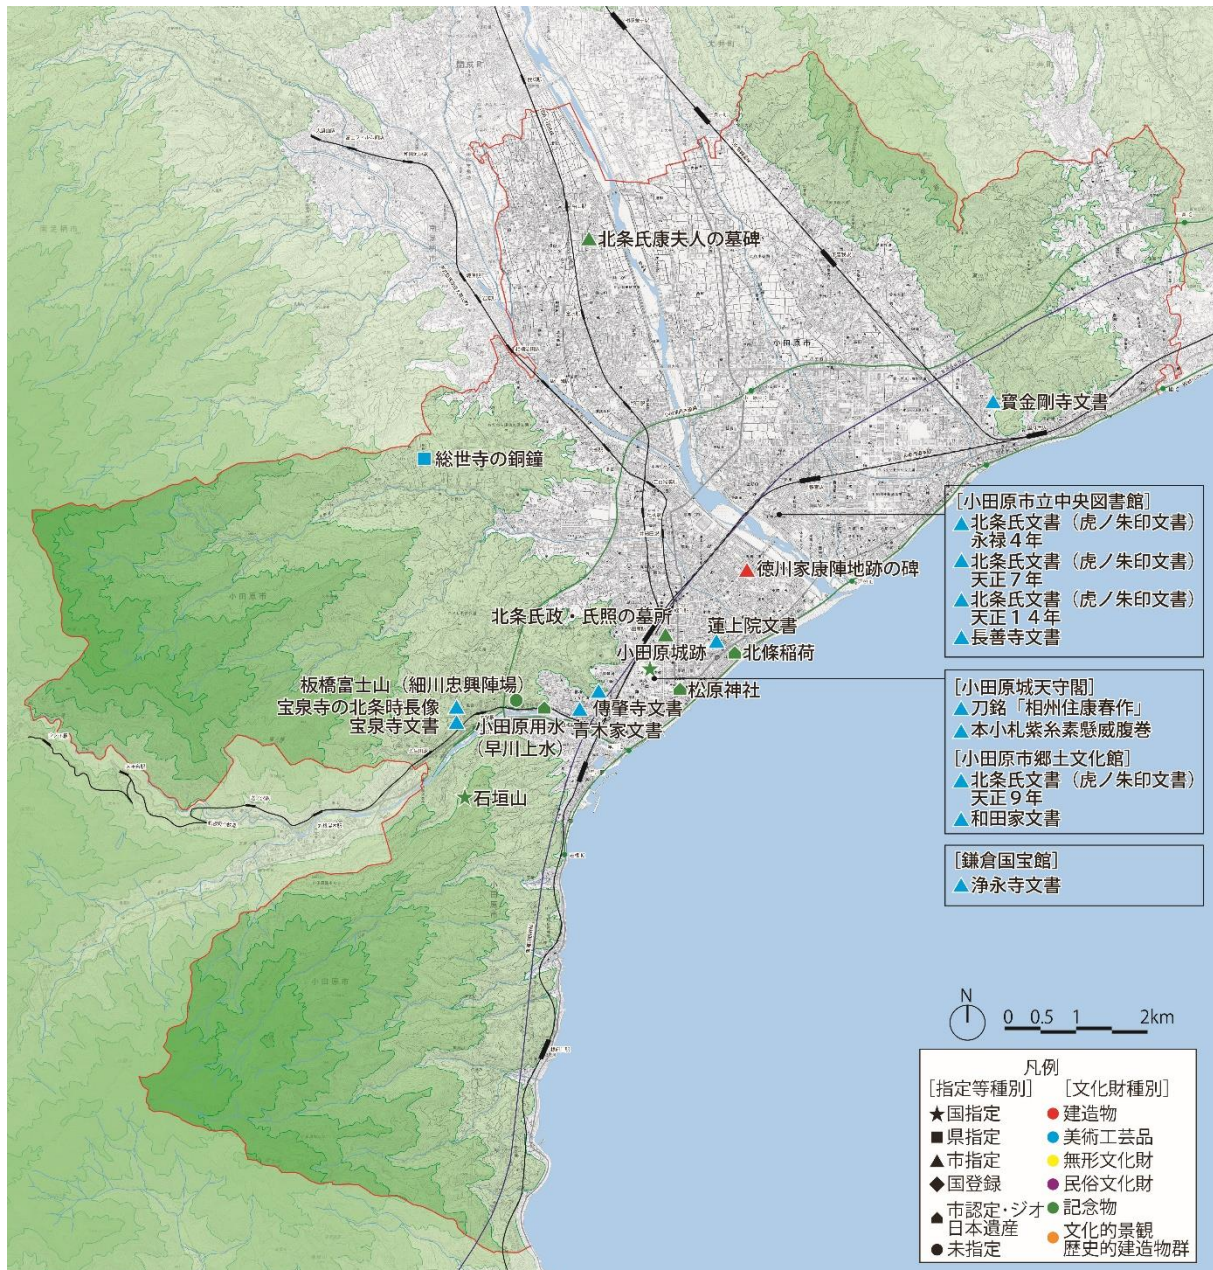 北条氏康夫人の墓碑
寳金剛寺文書
総世寺の銅鐘
[小田原市立中央図書館]
北条氏文書（虎ノ朱印文書）
永禄４年
北条氏文書（虎ノ朱印文書）
天正７年
北条氏文書（虎ノ朱印文書）
天正１４年
長善寺文書
徳川家康陣地跡の碑
北条氏政・氏照の墓所
蓮上院文書
小田原城跡
北條稲荷
松原神社
板橋富士山（細川忠興陣場）
宝泉寺の北条時長像
宝泉寺文書
小田原用水
（早川上水）
傳肇寺文書
青木家文書
石垣山
[小田原城天守閣]
刀銘「相州住康春作」
本小札紫糸素懸威腹巻
[小田原市郷土文化館]
北条氏文書（虎ノ朱印文書）
天正９年
和田家文書
[鎌倉国宝館]
浄永寺文書
小田原市
小田原市
小田原市
N
0 0.5 1 2km
凡例
[指定等種別] [文化財種別]
国指定 建造物
県指定 美術工芸品
市指定 無形文化財
国登録 民俗文化財
市認定・ジオ 記念物
日本遺産
未指定 文化的景観
歴史的建造物群